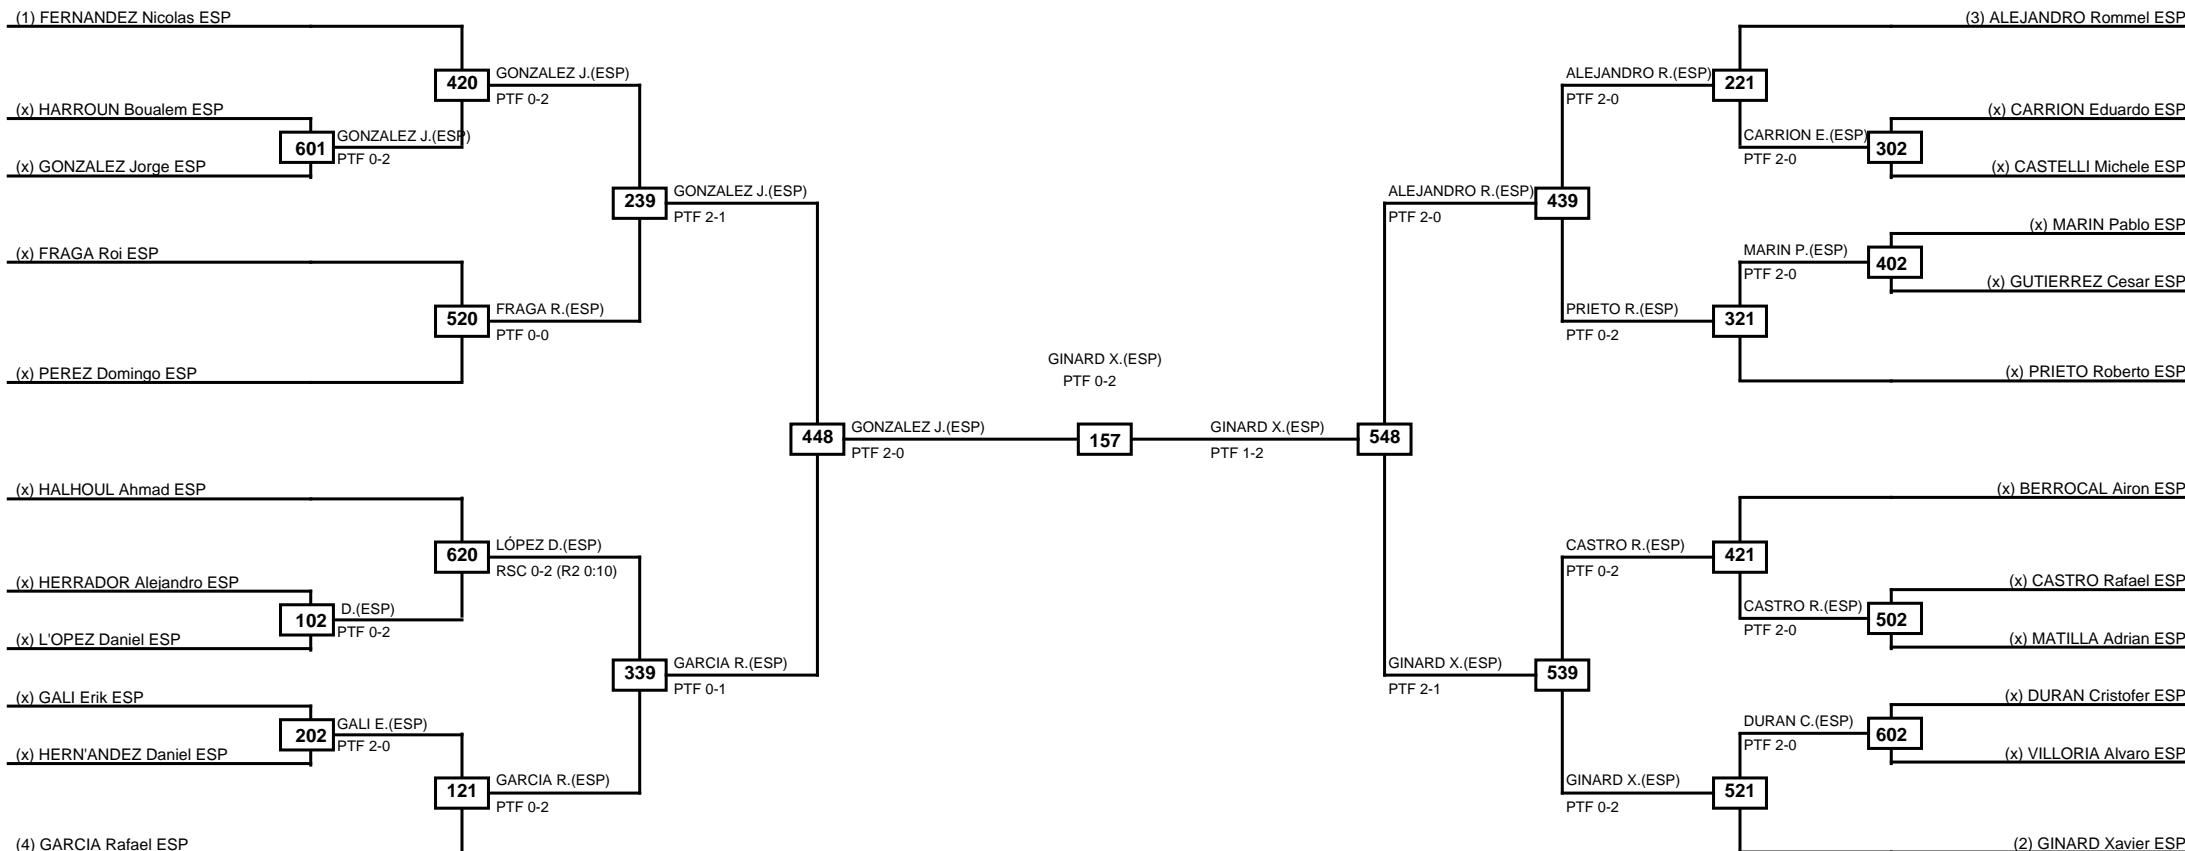 (1) FERNANDEZ Nicolas ESP
(x) HARROUN Boualem ESP
(x) GONZALEZ Jorge ESP
(x) FRAGA Roi ESP
(x) PEREZ Domingo ESP
(x) HALHOUL Ahmad ESP
(x) HERRADOR Alejandro ESP
(x) L'OPEZ Daniel ESP
(x) GALI Erik ESP
(x) HERN'ANDEZ Daniel ESP
(4) GARCIA Rafael ESP
601
GONZALEZ J.(ESP)
PTF 0-2
102
D.(ESP)
PTF 0-2
202
GALI E.(ESP)
PTF 2-0
420
GONZALEZ J.(ESP)
PTF 0-2
520
FRAGA R.(ESP)
PTF 0-0
620
LÓPEZ D.(ESP)
RSC 0-2 (R2 0:10)
121
GARCIA R.(ESP)
PTF 0-2
239
GONZALEZ J.(ESP)
PTF 2-1
339
GARCIA R.(ESP)
PTF 0-1
448
GONZALEZ J.(ESP)
PTF 2-0
GINARD X.(ESP)
PTF 0-2
157
GINARD X.(ESP)
PTF 1-2
548
ALEJANDRO R.(ESP)
PTF 2-0
439
GINARD X.(ESP)
PTF 2-1
539
ALEJANDRO R.(ESP)
PTF 2-0
221
PRIETO R.(ESP)
PTF 0-2
321
CASTRO R.(ESP)
PTF 0-2
421
GINARD X.(ESP)
PTF 0-2
521
CARRION E.(ESP)
PTF 2-0
302
MARIN P.(ESP)
PTF 2-0
402
CASTRO R.(ESP)
PTF 2-0
502
DURAN C.(ESP)
PTF 2-0
602
(3) ALEJANDRO Rommel ESP
(x) CARRION Eduardo ESP
(x) CASTELLI Michele ESP
(x) MARIN Pablo ESP
(x) GUTIERREZ Cesar ESP
(x) PRIETO Roberto ESP
(x) BERROCAL Airon ESP
(x) CASTRO Rafael ESP
(x) MATILLA Adrian ESP
(x) DURAN Cristofer ESP
(x) VILLORIA Alvaro ESP
(2) GINARD Xavier ESP